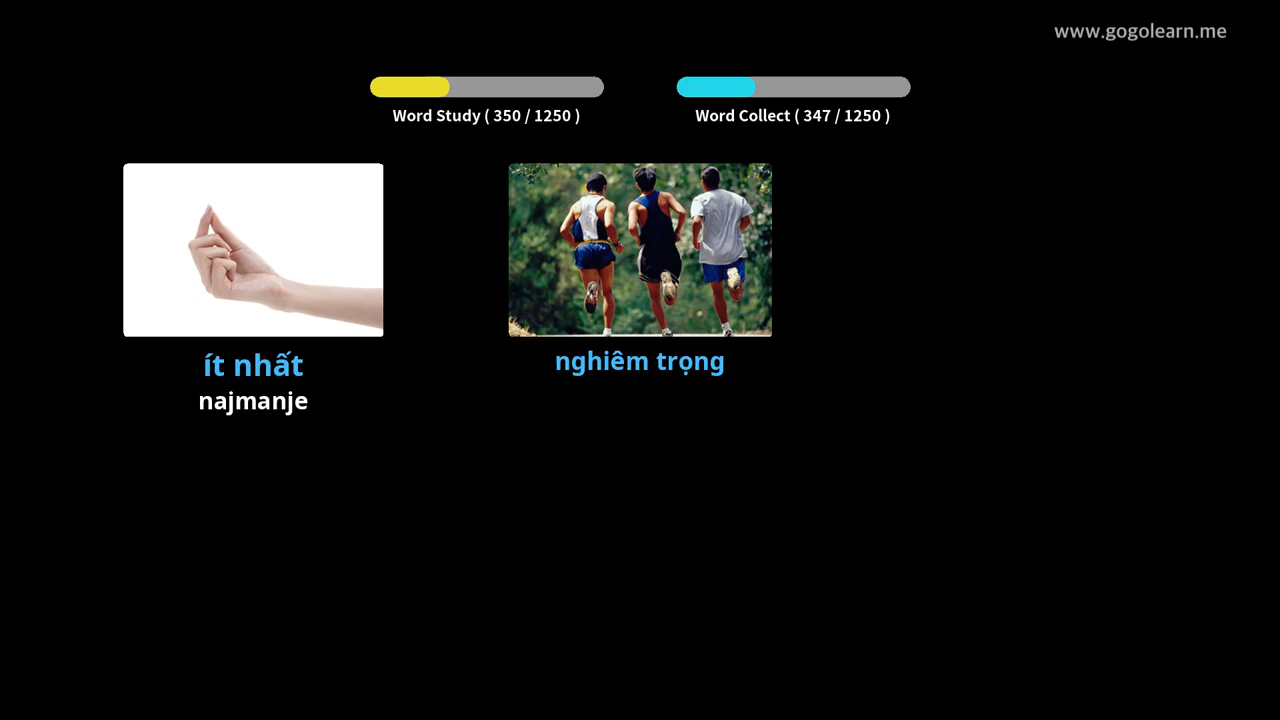 www.gogolearn.me
Word Study ( 350 / 1250 )
Word Collect ( 347 / 1250 )
ít nhất
najmanje
nghiêm trọng